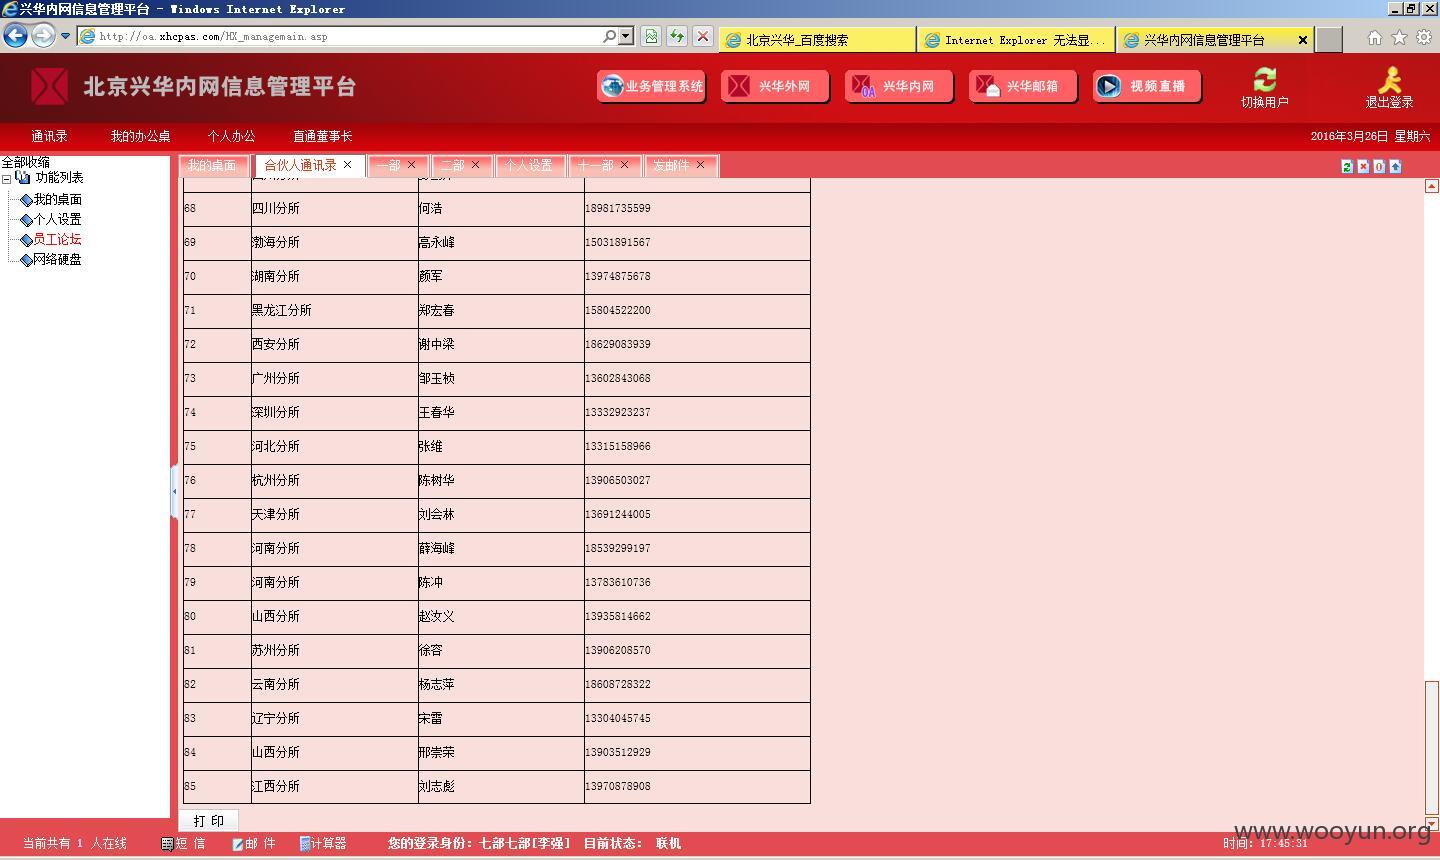 兴华内网信息管理平台 - Windows Internet Explorer
http://oa.xhcpas.com/HX_managemain.asp
北京兴华_百度搜索
Internet Explorer 无法显...
兴华内网信息管理平台
北京兴华内网信息管理平台
业务管理系统
兴华外网
兴华内网
兴华邮箱
视频直播
切换用户
退出登录
通讯录 我的办公桌 个人办公 直通董事长
2016年3月26日 星期六
全部收缩
功能列表
我的桌面
个人设置
员工论坛
网络硬盘
我的桌面 合伙人通讯录 一部 二部 个人设置 十一部 发邮件
68 四川分所 何浩 18981735599
69 渤海分所 高永峰 15031891567
70 湖南分所 颜军 13974875678
71 黑龙江分所 郑宏春 15804522200
72 西安分所 谢中梁 18629083939
73 广州分所 邹玉桢 13602843068
74 深圳分所 王春华 13332923237
75 河北分所 张维 13315158966
76 杭州分所 陈树华 13906503027
77 天津分所 刘会林 13691244005
78 河南分所 薛海峰 18539299197
79 河南分所 陈冲 13783610736
80 山西分所 赵汝义 13935814662
81 苏州分所 徐容 13906208570
82 云南分所 杨志萍 18608728322
83 辽宁分所 宋雷 13304045745
84 山西分所 邢崇荣 13903512929
85 江西分所 刘志彪 13970878908
打 印
当前共有 1 人在线 短 信 邮 件 计算器 您的登录身份：七部七部[李强] 目前状态： 联机
时间：17:45:31
www.wooyun.org